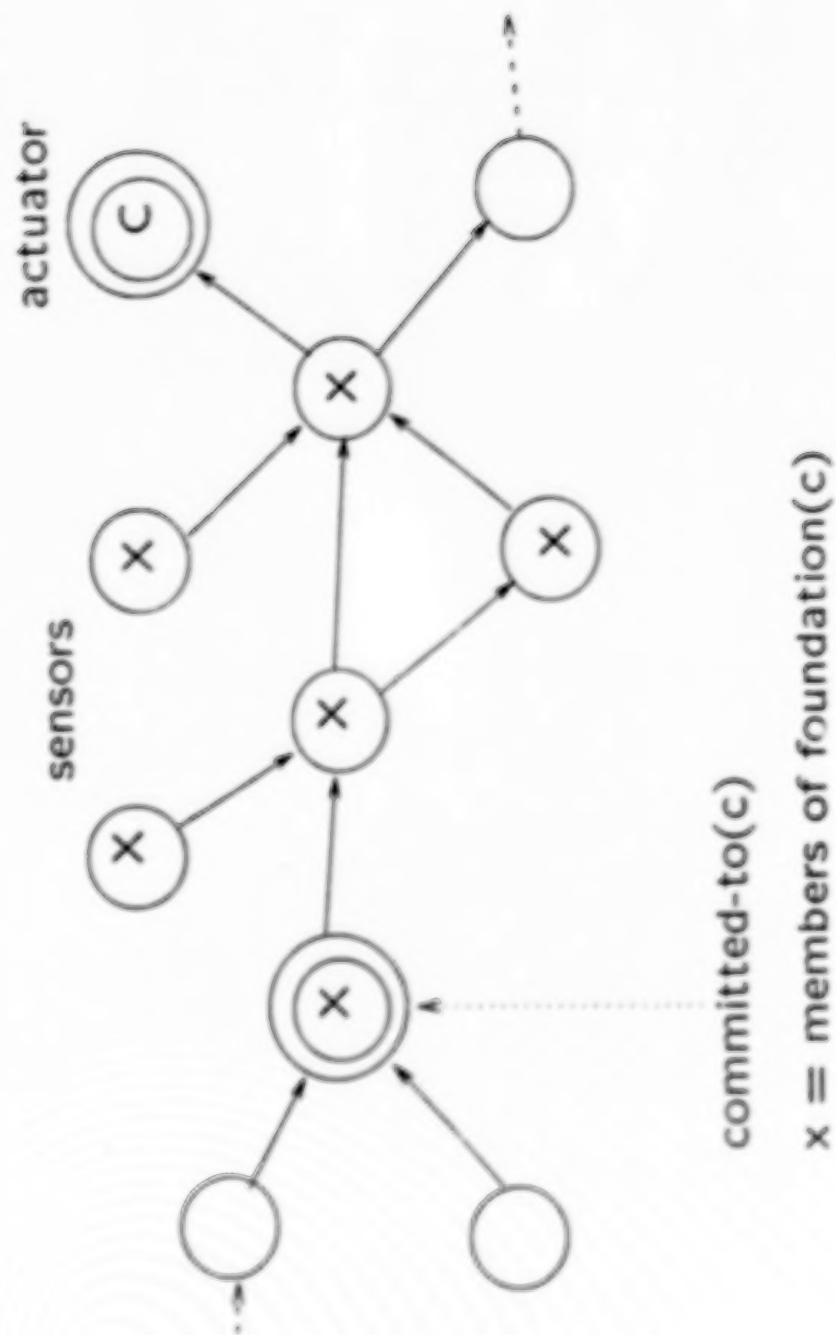 sensors
actuator
x
x
C
x
x
x
x
committed-to(c)
x = members of foundation(c)